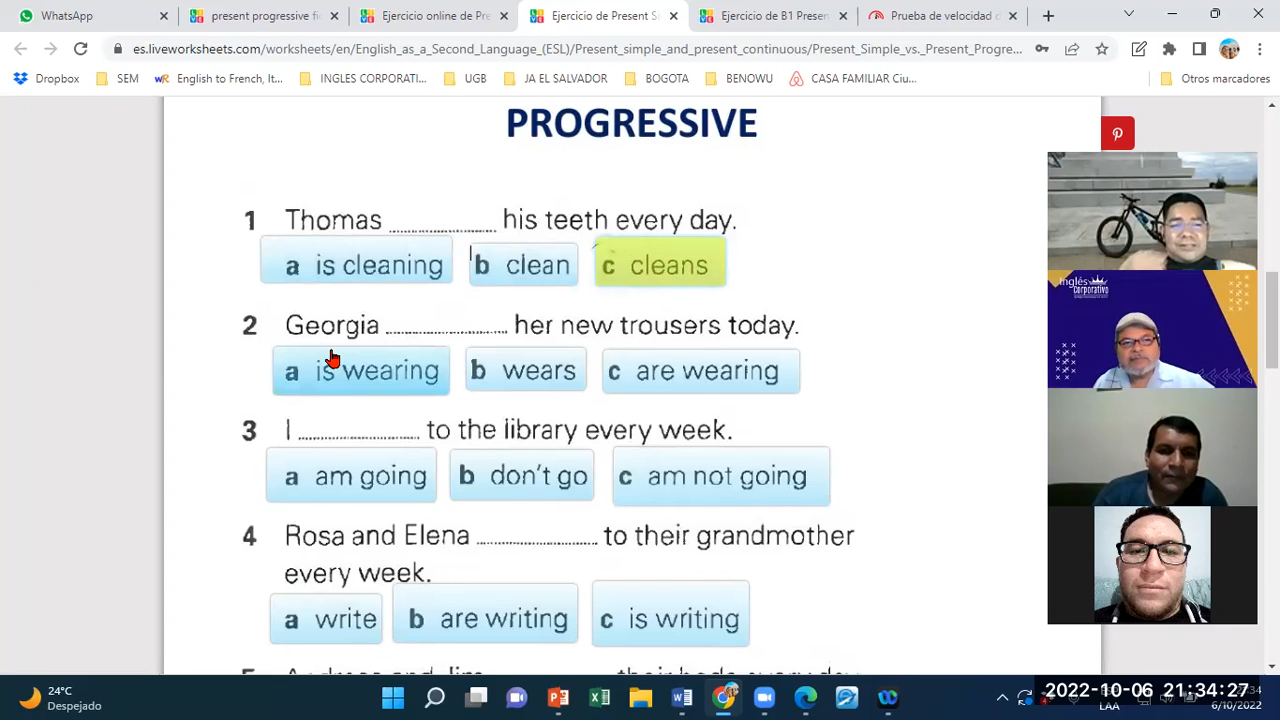 WhatsApp
present progressive fi
Ejercicio online de Pre
Ejercicio de Present Si
Ejercicio de B1 Presen
Prueba de velocidad d
es.liveworksheets.com/worksheets/en/English_as_a_Second_Language_(ESL)/Present_simple_and_present_continuous/Present_Simple_vs._Present_Progre...
Dropbox
SEM
English to French, It...
INGLES CORPORATI...
UGB
JA EL SALVADOR
BOGOTA
BENOWU
CASA FAMILIAR Ciu...
Otros marcadores
PROGRESSIVE
1 Thomas .................... his teeth every day.
a is cleaning b clean c cleans
2 Georgia .................... her new trousers today.
a is wearing b wears c are wearing
3 I .................... to the library every week.
a am going b don't go c am not going
4 Rosa and Elena .................... to their grandmother
every week.
a write b are writing c is writing
Inglés
Corporativo
24°C
Despejado
LAA
2022-10-06 21:34:27
6/10/2022